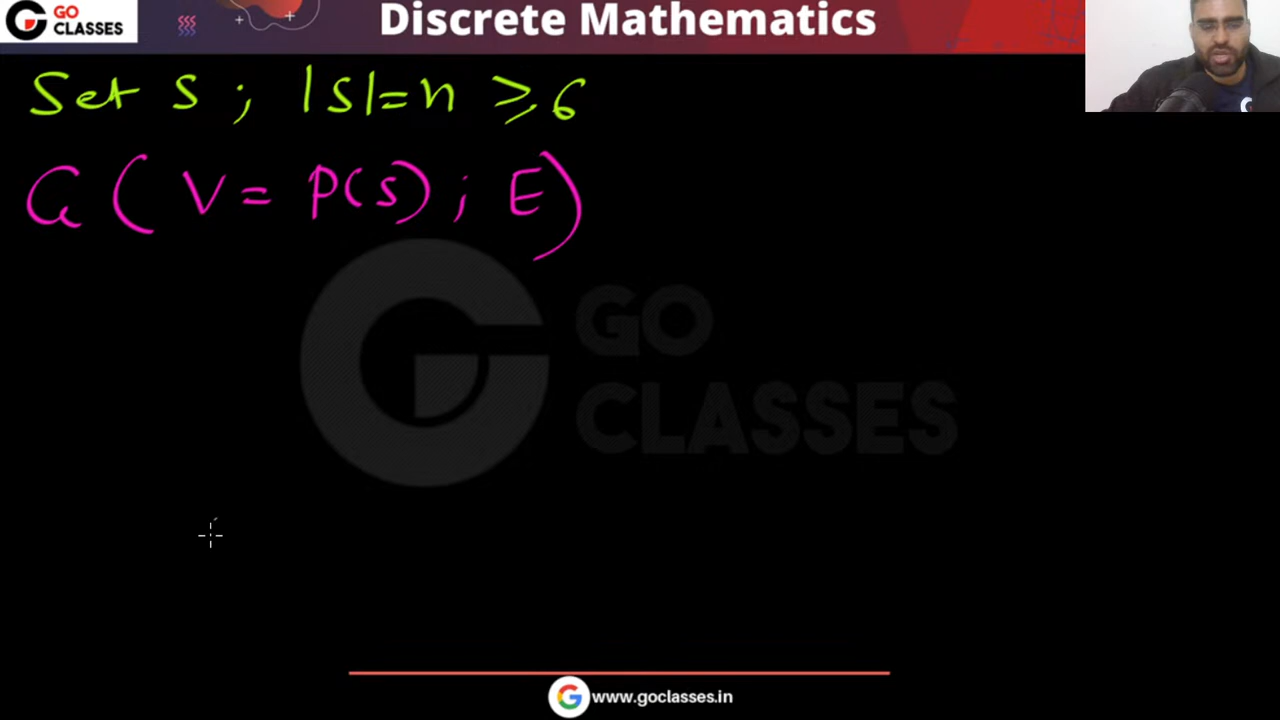 GO
CLASSES
Discrete Mathematics
Set S ; |S|=n ≥ 6
G ( V = P(S) ; E )
GO
CLASSES
www.goclasses.in